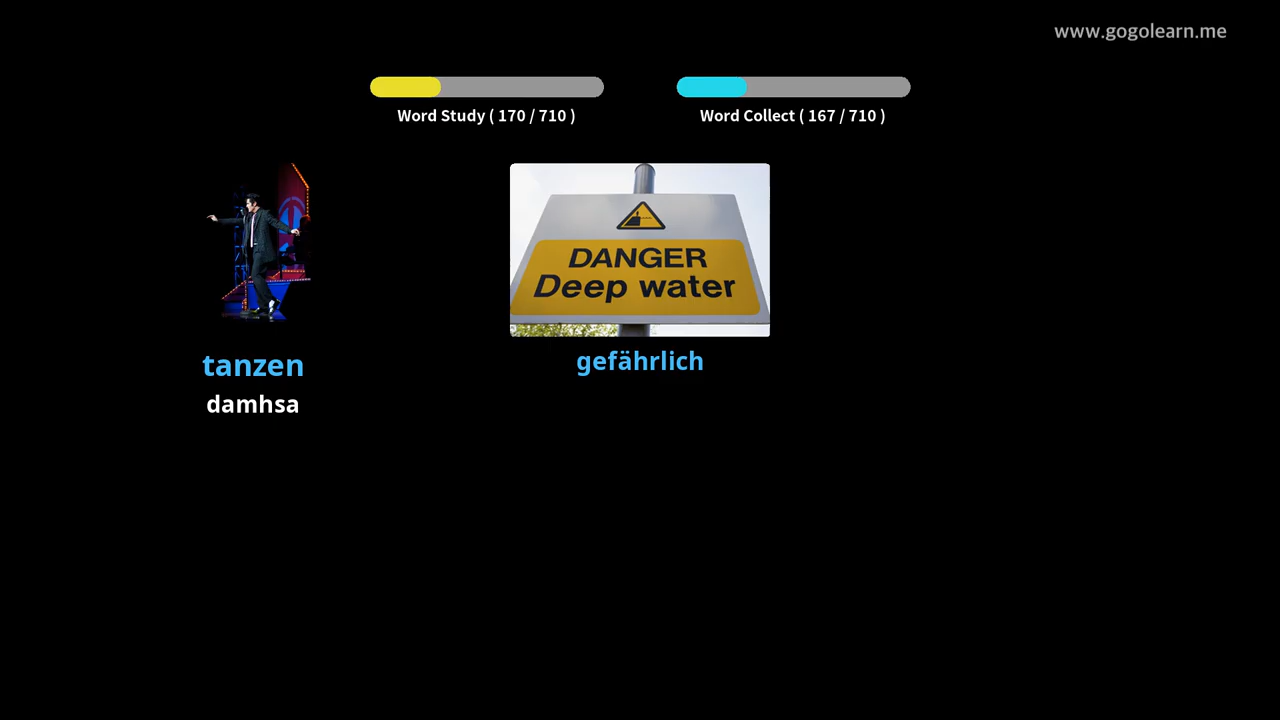 www.gogolearn.me
Word Study ( 170 / 710 )
Word Collect ( 167 / 710 )
DANGER
Deep water
tanzen
damhsa
gefährlich